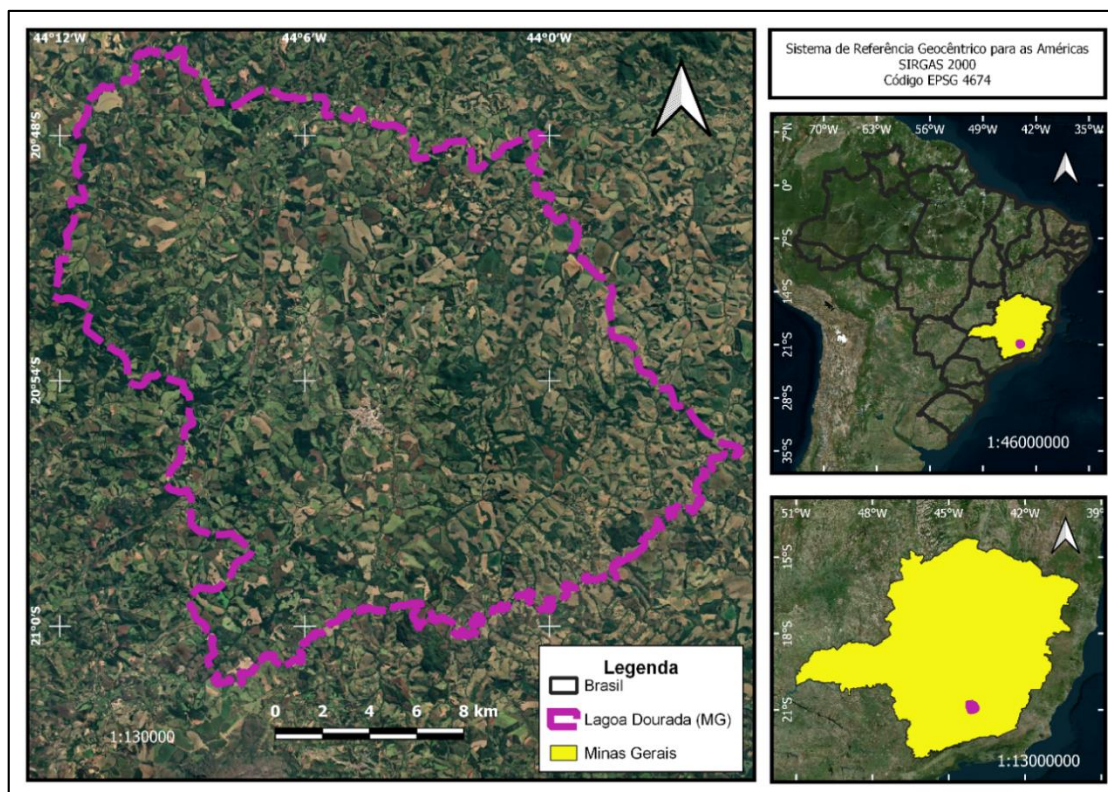 44°12'W 44°6'W 44°0'W
20°48'S
20°54'S
21°0'S
0 2 4 6 8 km
1:130000
Legenda
Brasil
Lagoa Dourada (MG)
Minas Gerais
Sistema de Referência Geocêntrico para as Américas
SIRGAS 2000
Código EPSG 4674
70°W 63°W 56°W 49°W 42°W 35°W
7°N
0°
7°S
14°S
21°S
28°S
35°S
1:46000000
51°W 48°W 45°W 42°W 39°W
15°S
18°S
21°S
1:13000000